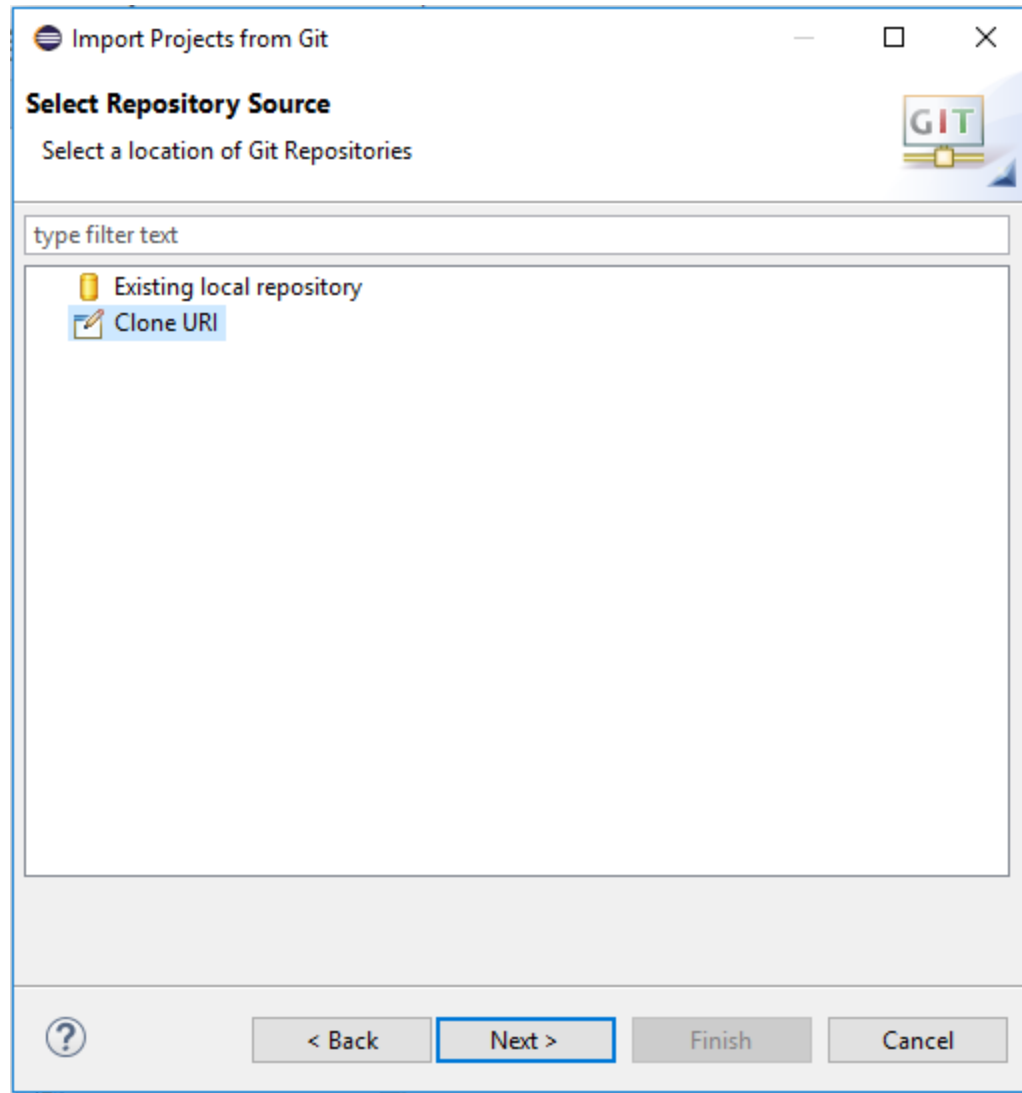 Import Projects from Git
Select Repository Source
Select a location of Git Repositories
GIT
type filter text
Existing local repository
Clone URI
?
< Back
Next >
Finish
Cancel